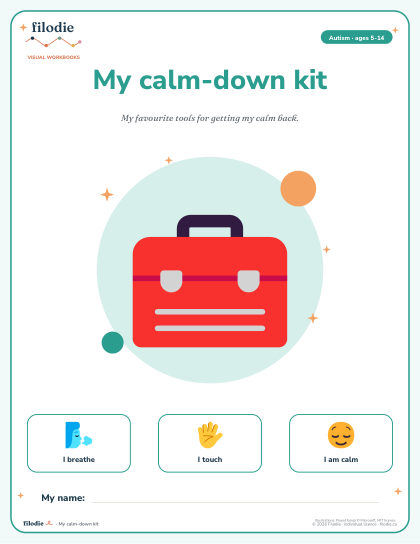 filodie
VISUAL WORKBOOKS
Autism · ages 5-14
My calm-down kit
My favourite tools for getting my calm back.
I breathe
I touch
I am calm
My name:
filodie · My calm-down kit